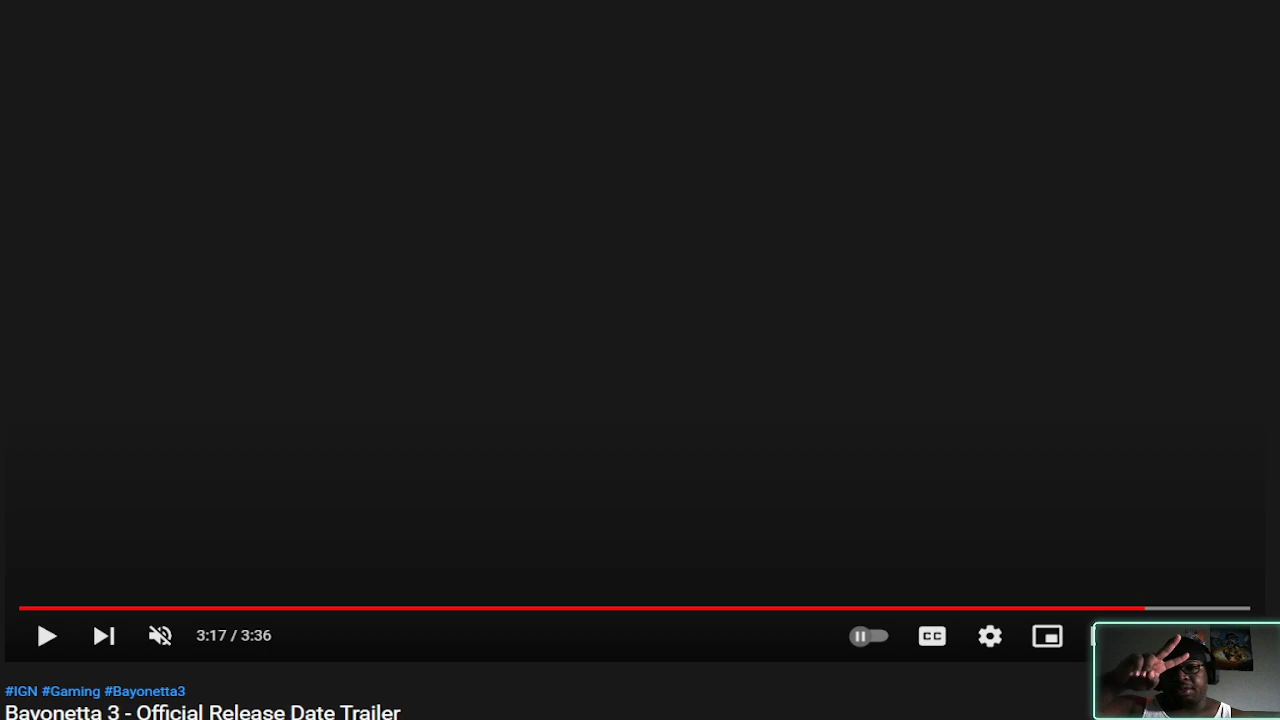 3:17 / 3:36
CC
#IGN #Gaming #Bayonetta3
Bayonetta 3 - Official Release Date Trailer